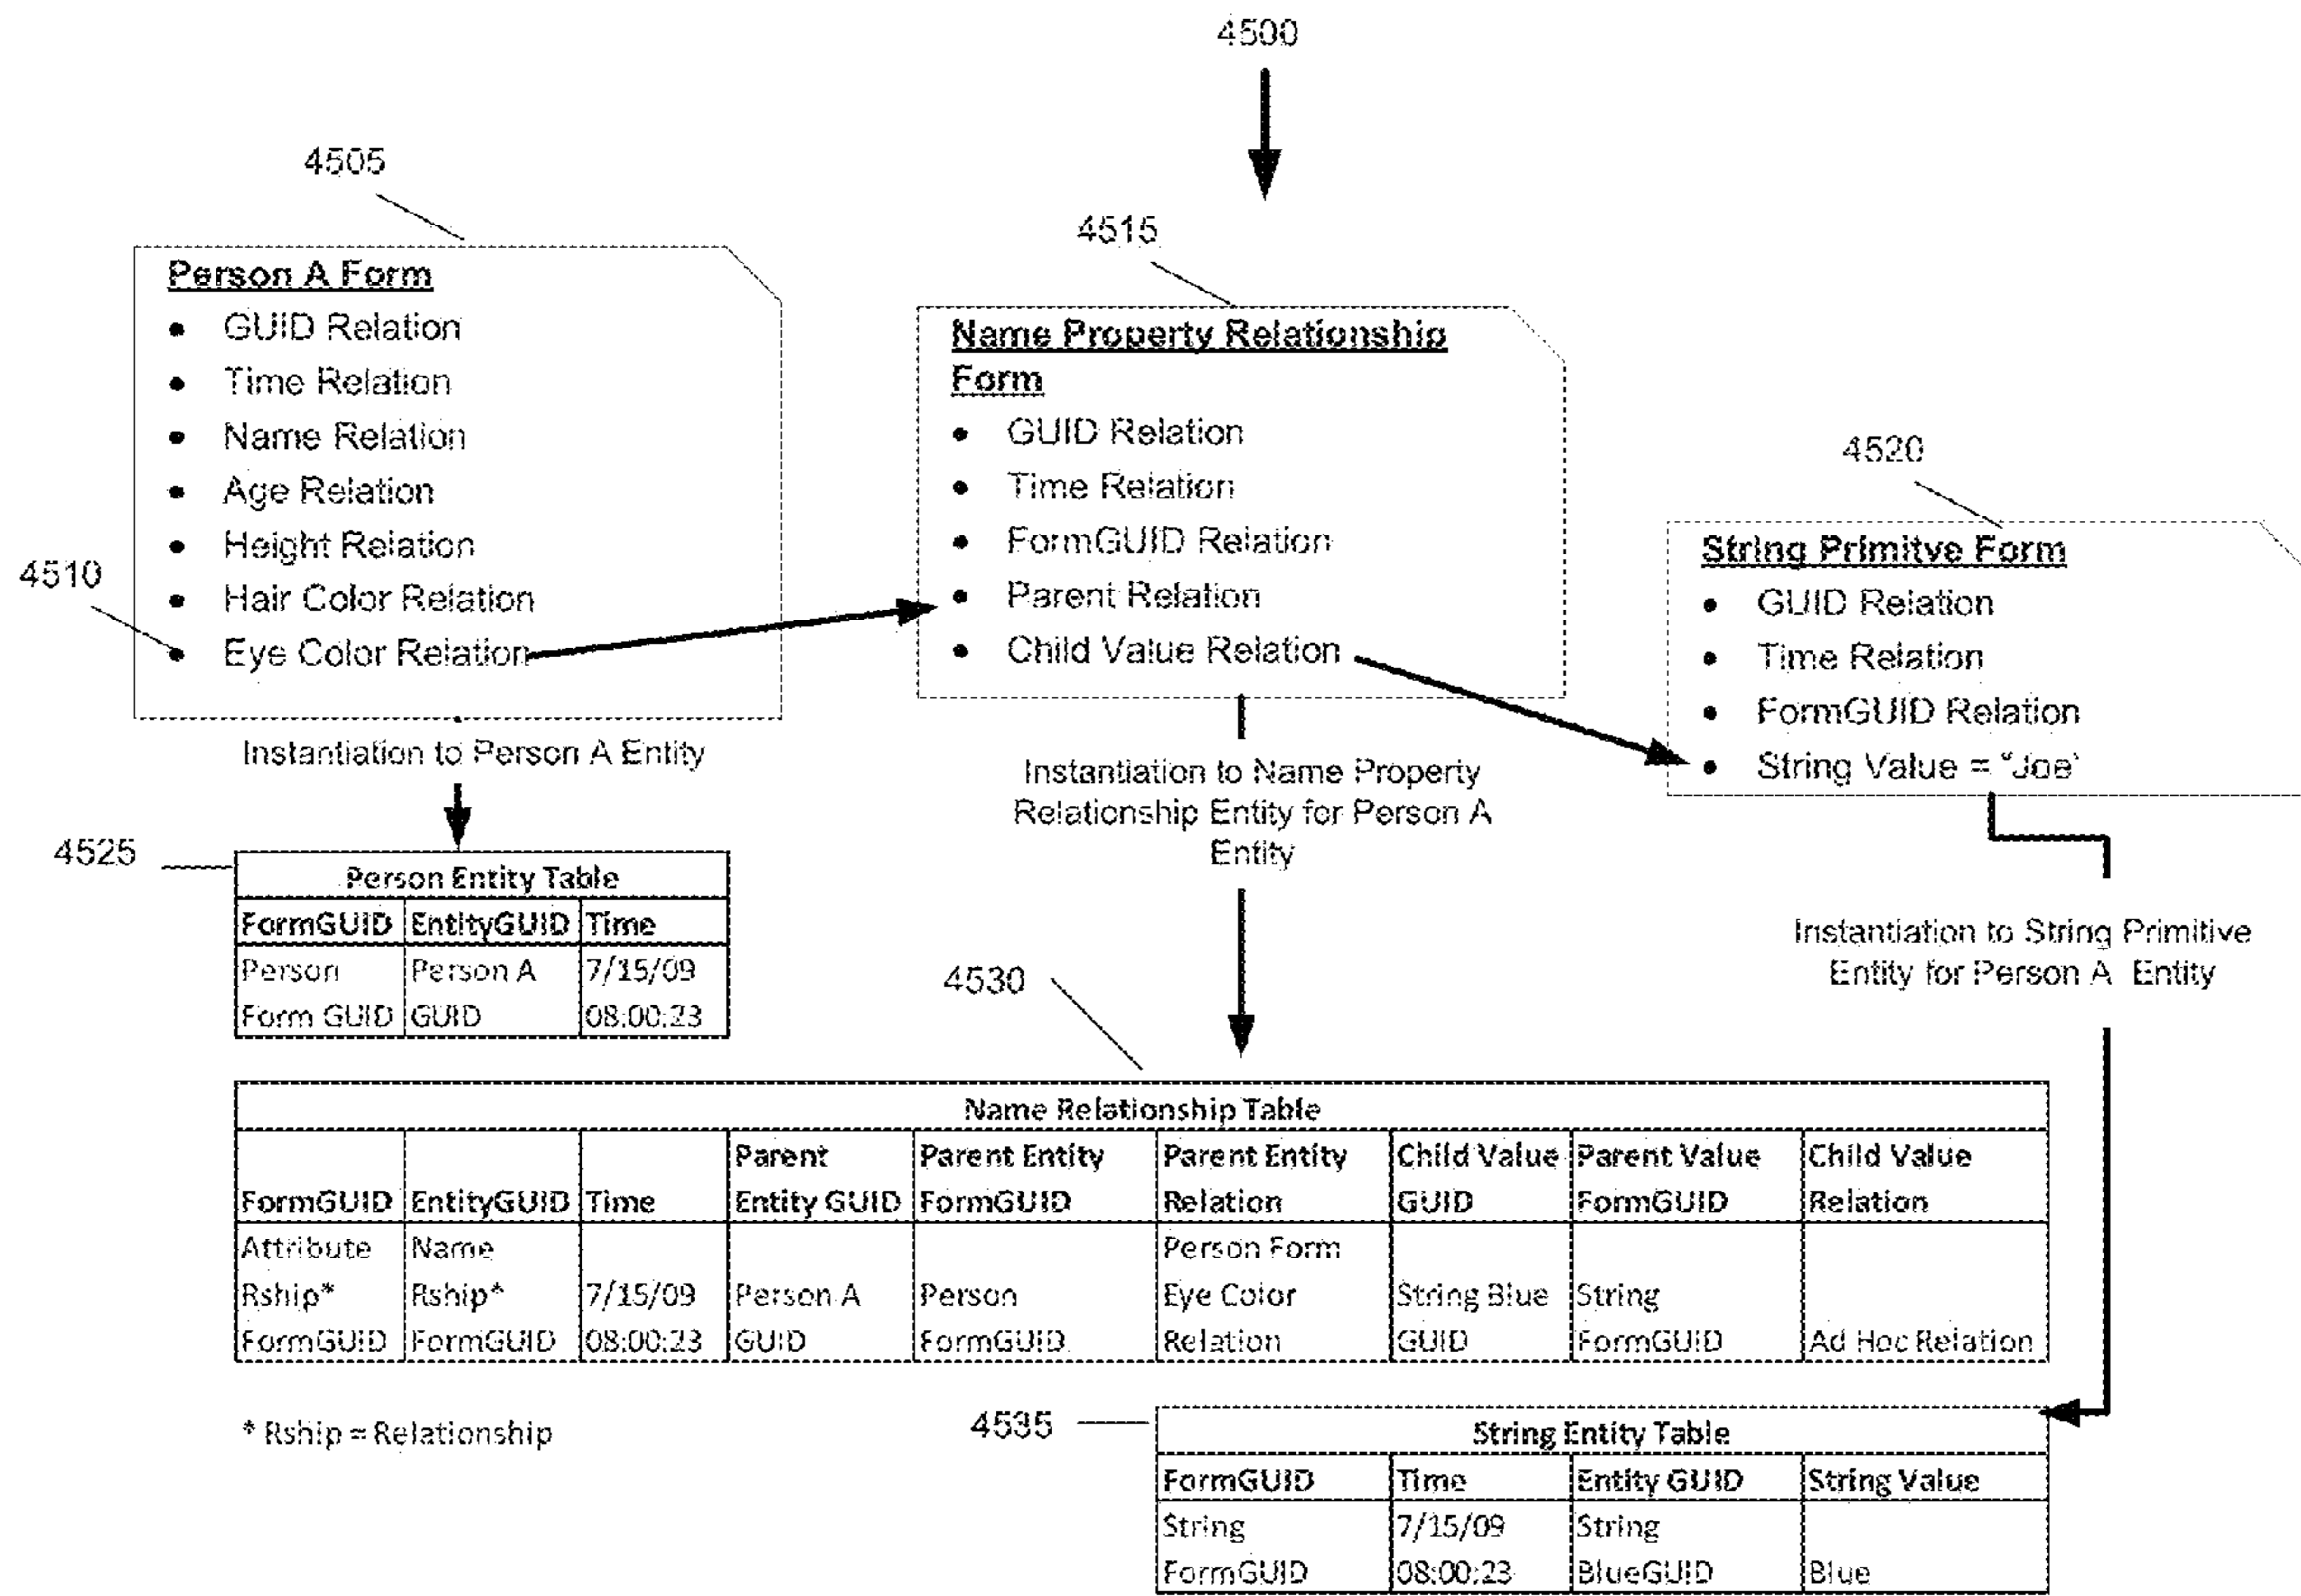 4500
4505
Person A Form
• GUID Relation
• Time Relation
• Name Relation
• Age Relation
• Height Relation
• Hair Color Relation
• Eye Color Relation
4510
4515
Name Property Relationship
Form
• GUID Relation
• Time Relation
• FormGUID Relation
• Parent Relation
• Child Value Relation
4520
String Primitve Form
• GUID Relation
• Time Relation
• FormGUID Relation
• String Value = "Joe'
Instantiation to Person A Entity
Instantiation to Name Property
Relationship Entity for Person A
Entity
Instantiation to String Primitive
Entity for Person A Entity
4525
Person Entity Table
FormGUID EntityGUID Time
Person Person A 7/15/09
Form GUID GUID 08:00:23
4530
Name Relationship Table
Parent Parent Entity Parent Entity Child Value Parent Value Child Value
FormGUID EntityGUID Time Entity GUID FormGUID Relation GUID FormGUID Relation
Attribute Name Person Form
Rship* Rship* 7/15/09 Person A Person Eye Color String Blue String
FormGUID FormGUID 08:00:23 GUID FormGUID Relation GUID FormGUID Ad Hoc Relation
* Rship = Relationship
4535
String Entity Table
FormGUID Time Entity GUID String Value
String 7/15/09 String
FormGUID 08:00:23 BlueGUID Blue